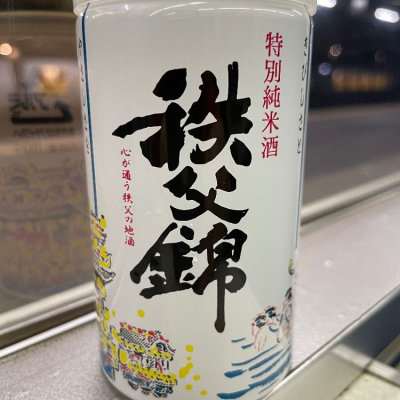 特別純米酒
秩父錦
心が通う秩父の地酒